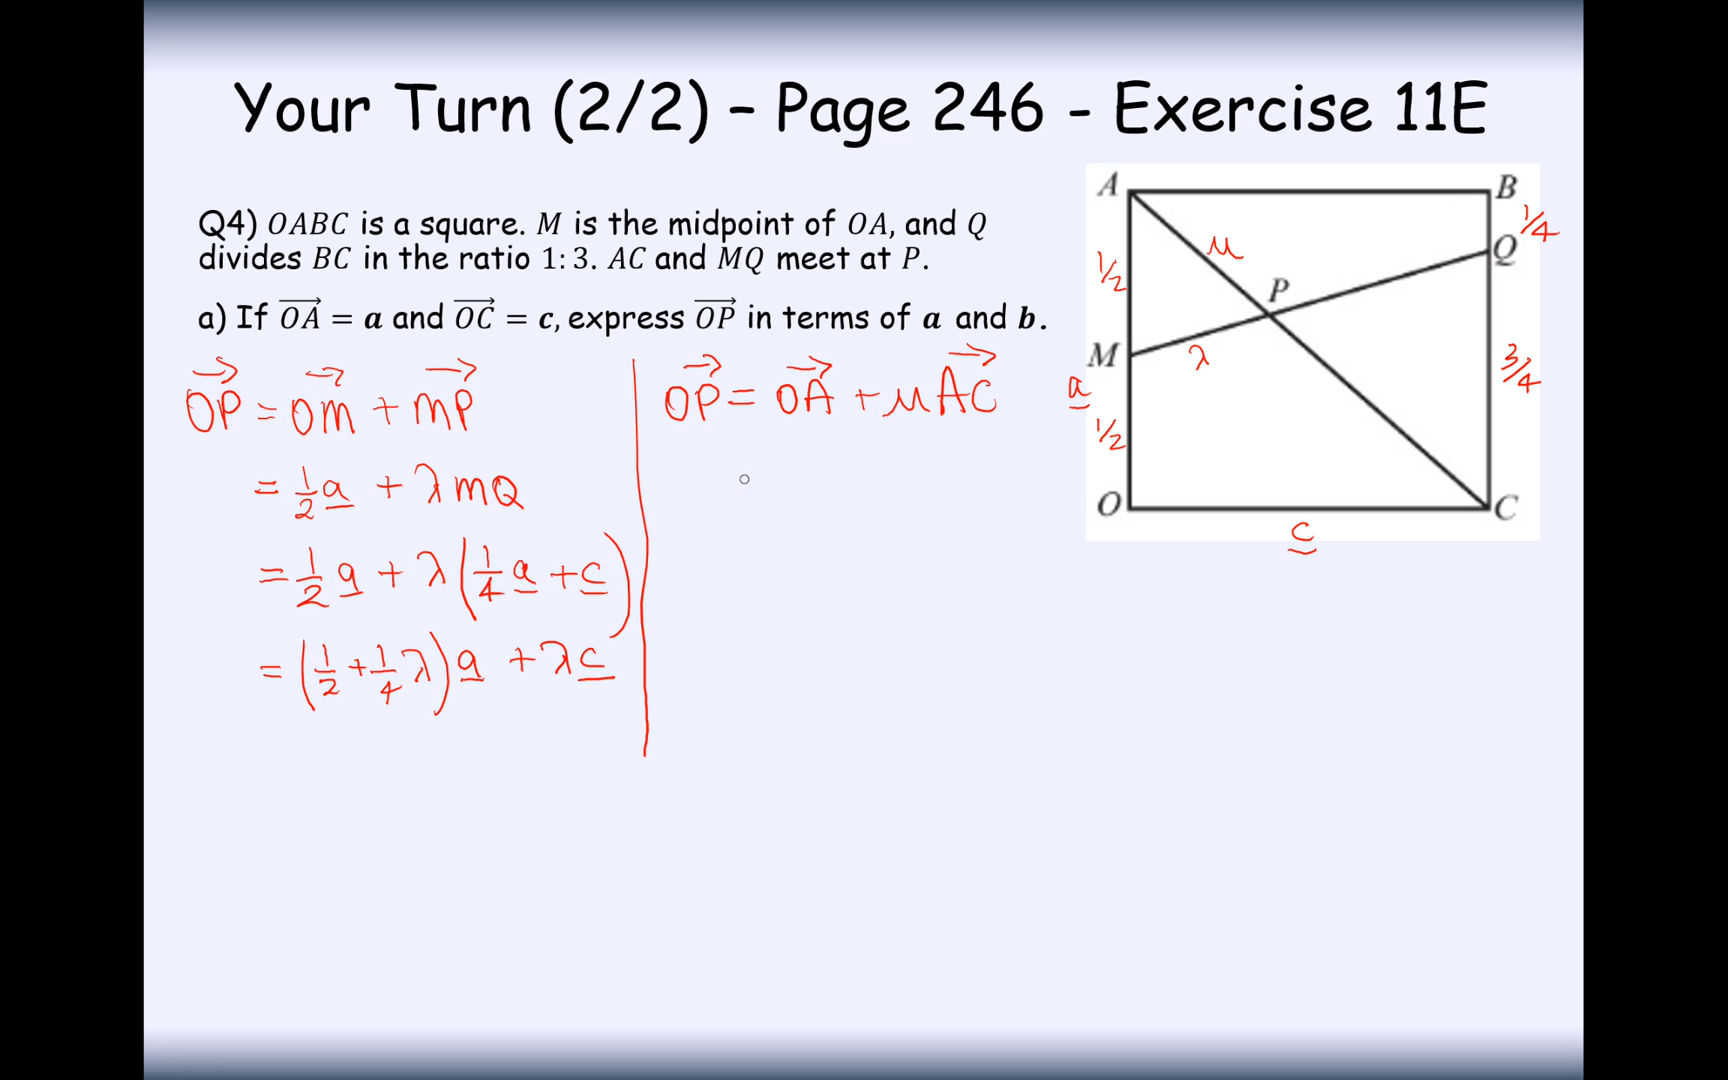 Your Turn (2/2) – Page 246 - Exercise 11E
Q4) OABC is a square. M is the midpoint of OA, and Q
divides BC in the ratio 1: 3. AC and MQ meet at P.
a) If →OA = a and →OC = c, express →OP in terms of a and b.
→OP = →OM + →MP
= 1/2 a + λ MQ
= 1/2 a + λ (1/4 a + c)
= (1/2 + 1/4 λ) a + λ c
→OP = →OA + μ →AC
A
B
1/4
Q
μ
1/2
P
M
λ
3/4
a
1/2
O
C
c